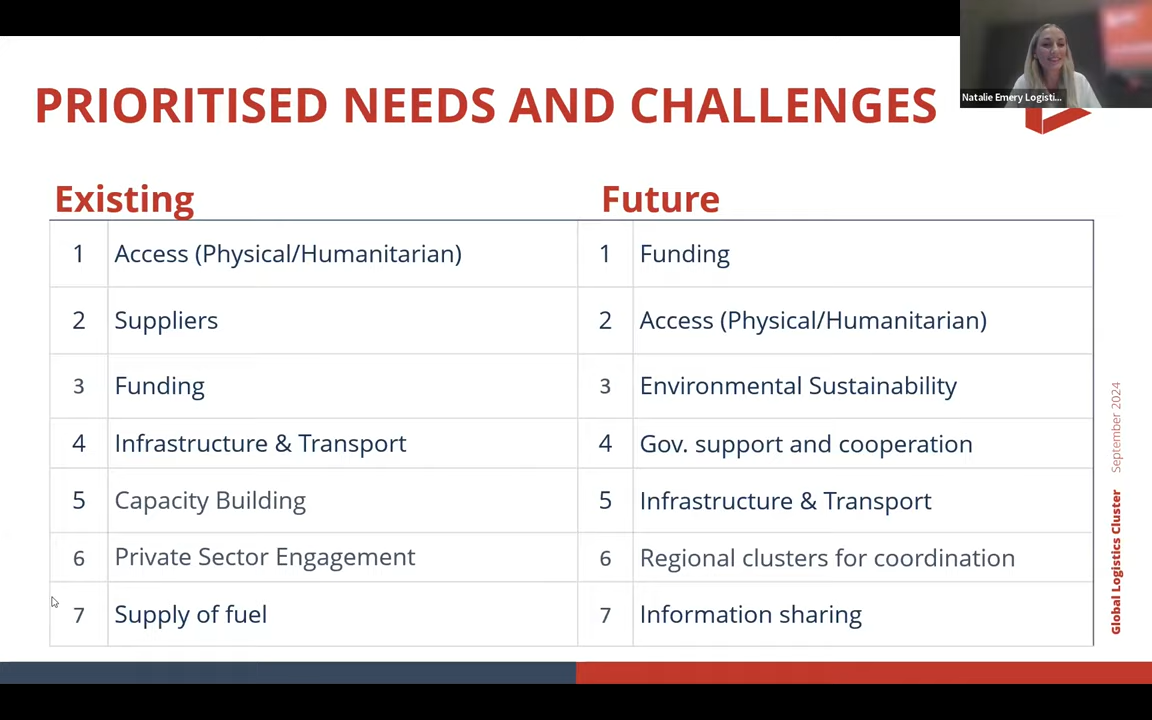 PRIORITISED NEEDS AND CHALLENGES
Natalie Emery Logisti...
Existing
1 Access (Physical/Humanitarian)
2 Suppliers
3 Funding
4 Infrastructure & Transport
5 Capacity Building
6 Private Sector Engagement
7 Supply of fuel
Future
1 Funding
2 Access (Physical/Humanitarian)
3 Environmental Sustainability
4 Gov. support and cooperation
5 Infrastructure & Transport
6 Regional clusters for coordination
7 Information sharing
Global Logistics Cluster September 2024